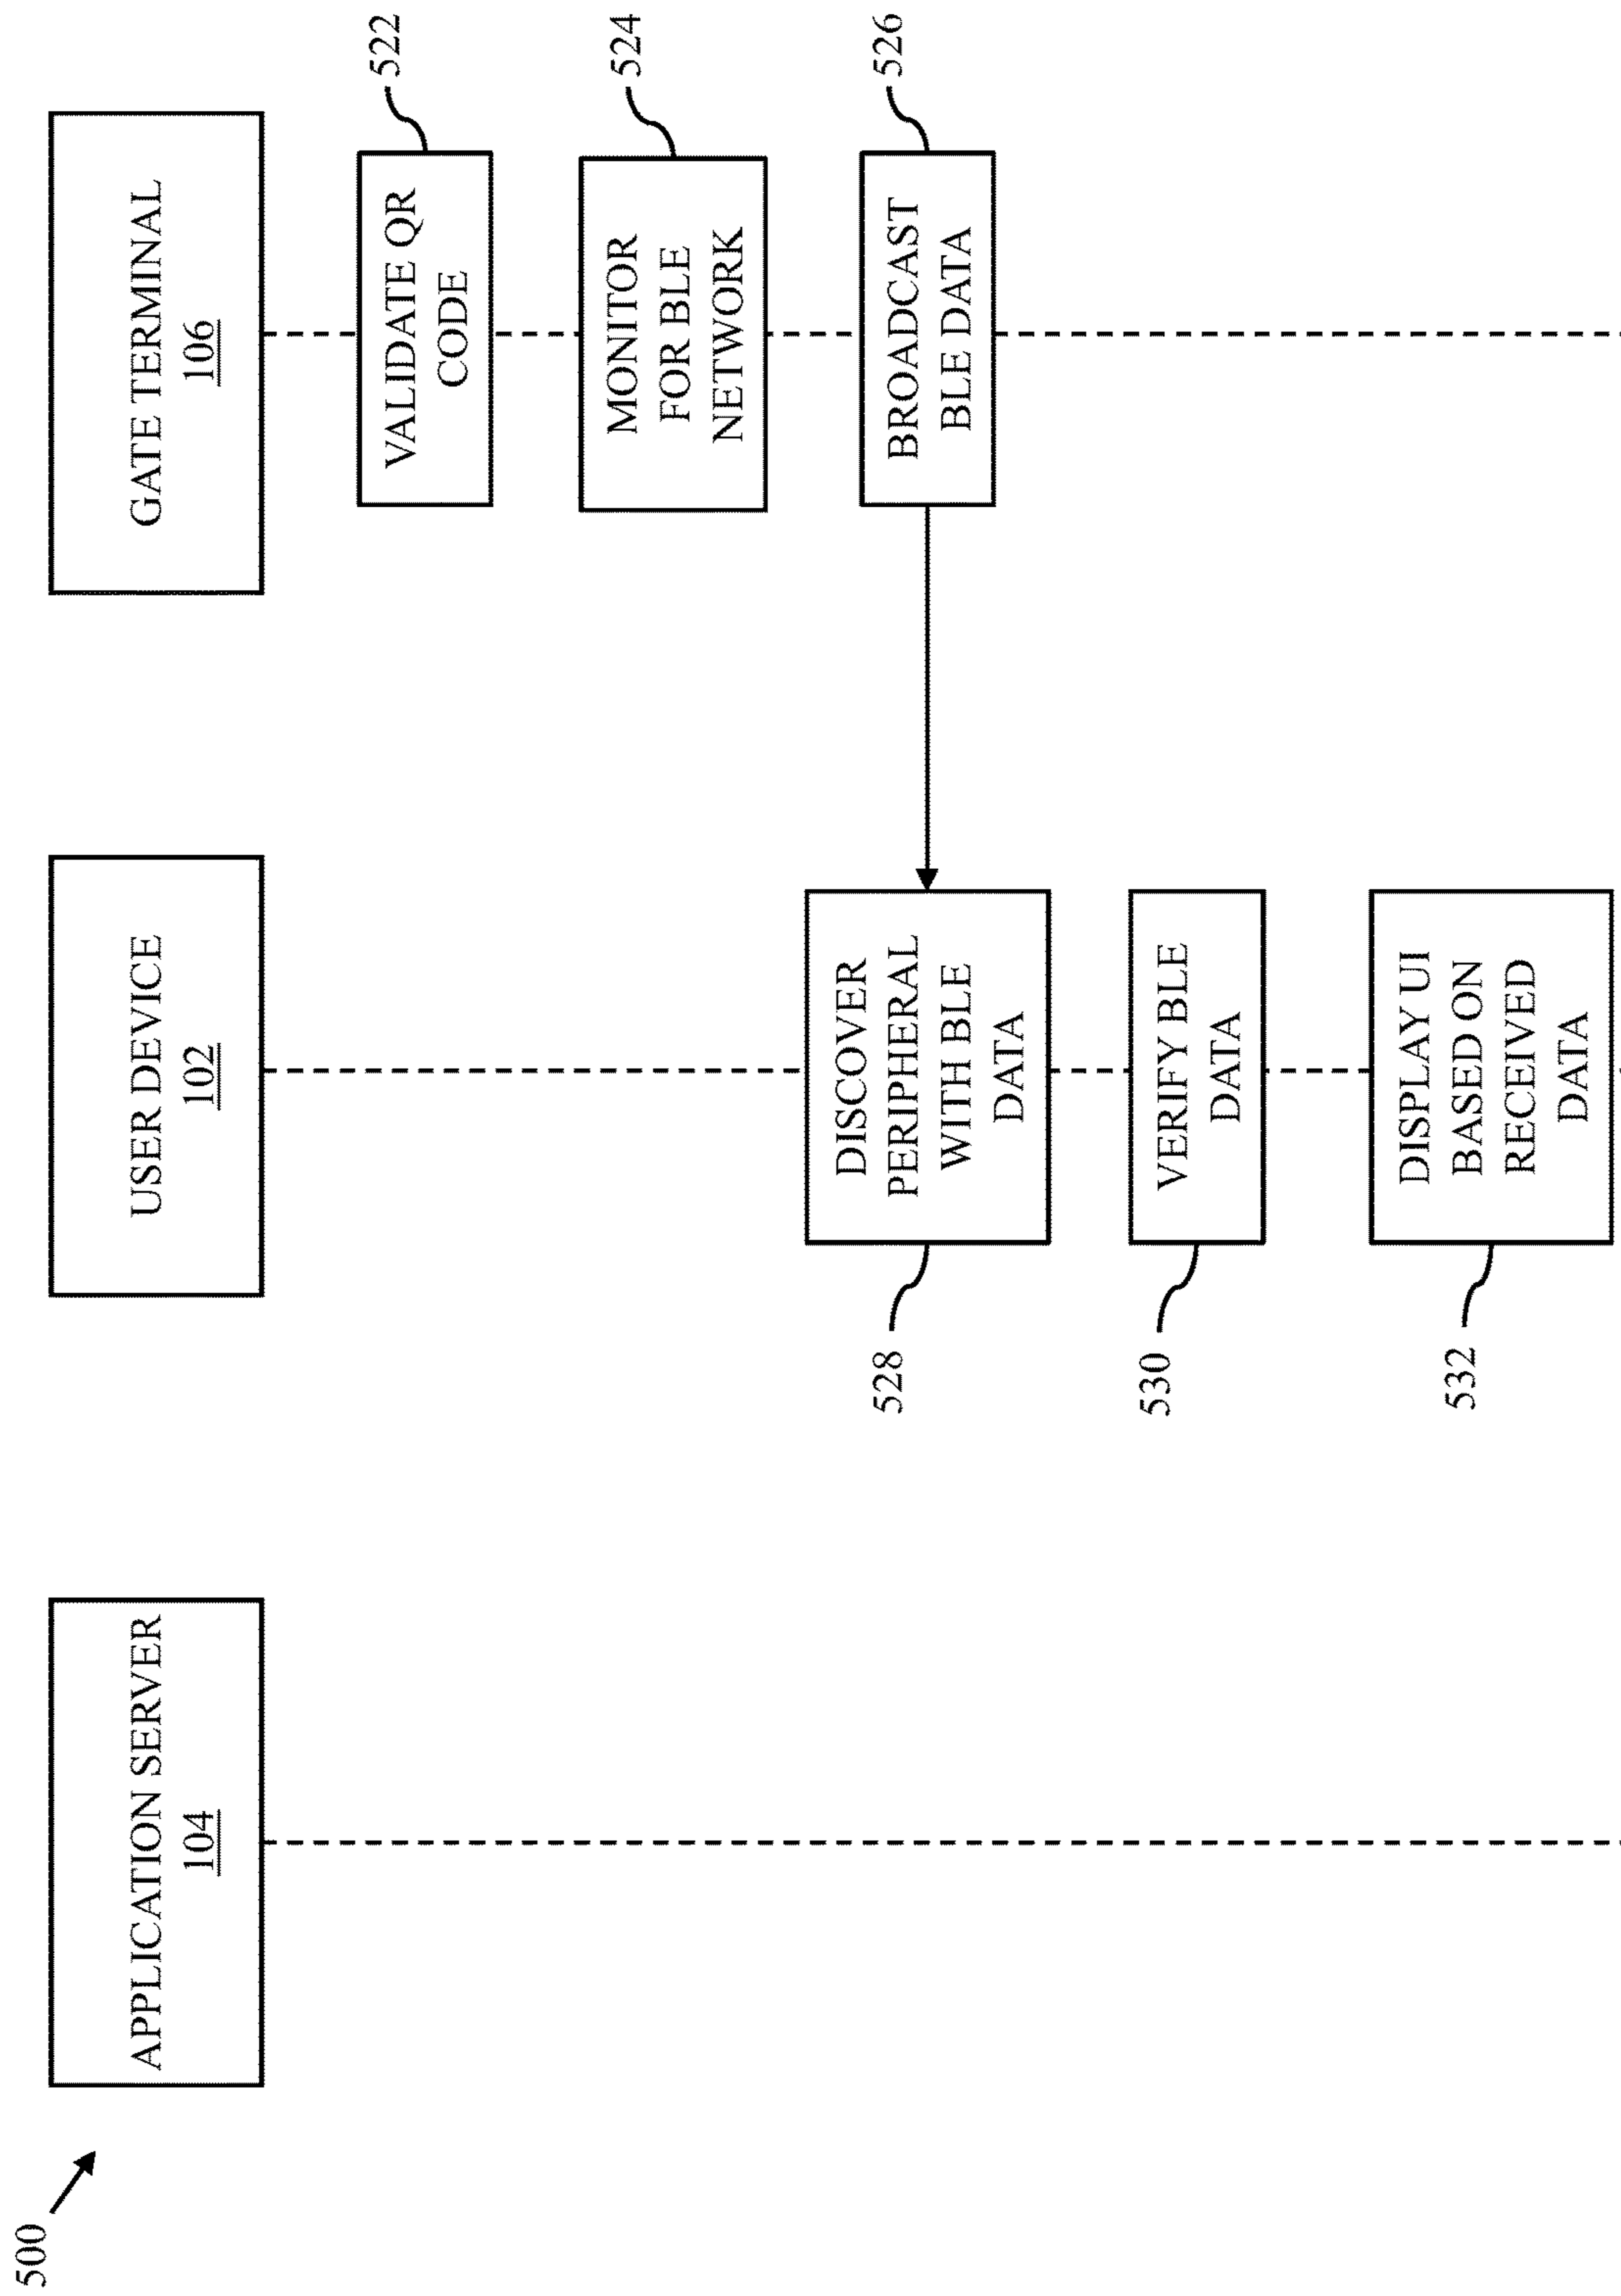 500
APPLICATION SERVER
104
USER DEVICE
102
GATE TERMINAL
106
VALIDATE QR
CODE
522
MONITOR
FOR BLE
NETWORK
524
BROADCAST
BLE DATA
526
DISCOVER
PERIPHERAL
WITH BLE
DATA
528
VERIFY BLE
DATA
530
DISPLAY UI
BASED ON
RECEIVED
DATA
532